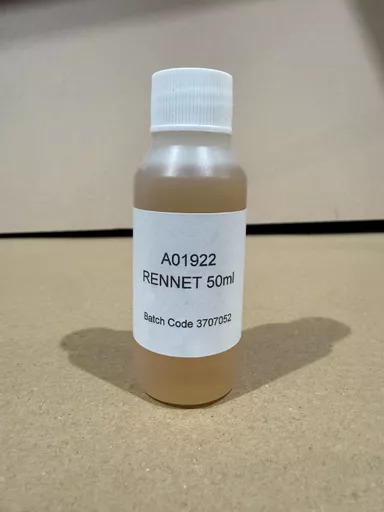 A01922
RENNET 50ml
Batch Code 3707052